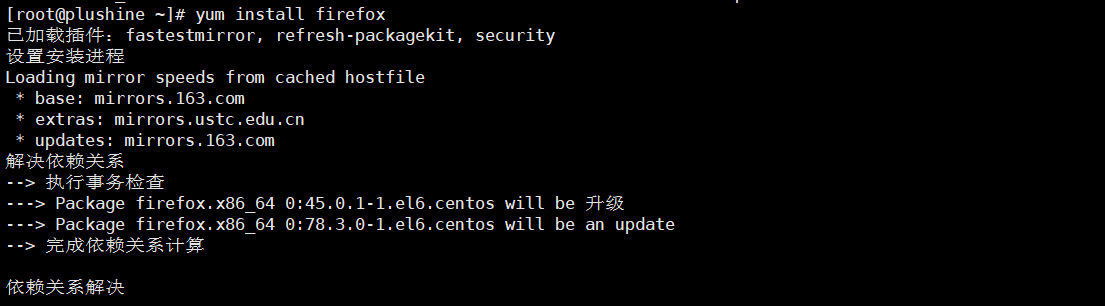 [root@plushine ~]# yum install firefox
已加载插件：fastestmirror, refresh-packagekit, security
设置安装进程
Loading mirror speeds from cached hostfile
 * base: mirrors.163.com
 * extras: mirrors.ustc.edu.cn
 * updates: mirrors.163.com
解决依赖关系
--> 执行事务检查
---> Package firefox.x86_64 0:45.0.1-1.el6.centos will be 升级
---> Package firefox.x86_64 0:78.3.0-1.el6.centos will be an update
--> 完成依赖关系计算
依赖关系解决